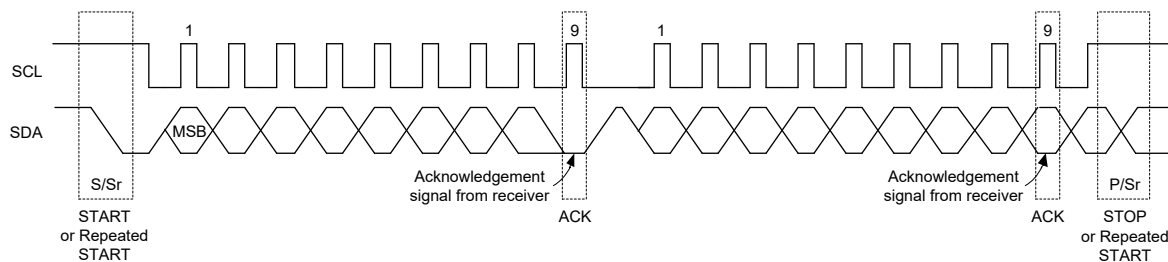 1
9
1
9
SCL
SDA
MSB
S/Sr
Acknowledgement
signal from receiver
Acknowledgement
signal from receiver
P/Sr
START
or Repeated
START
ACK
ACK
STOP
or Repeated
START